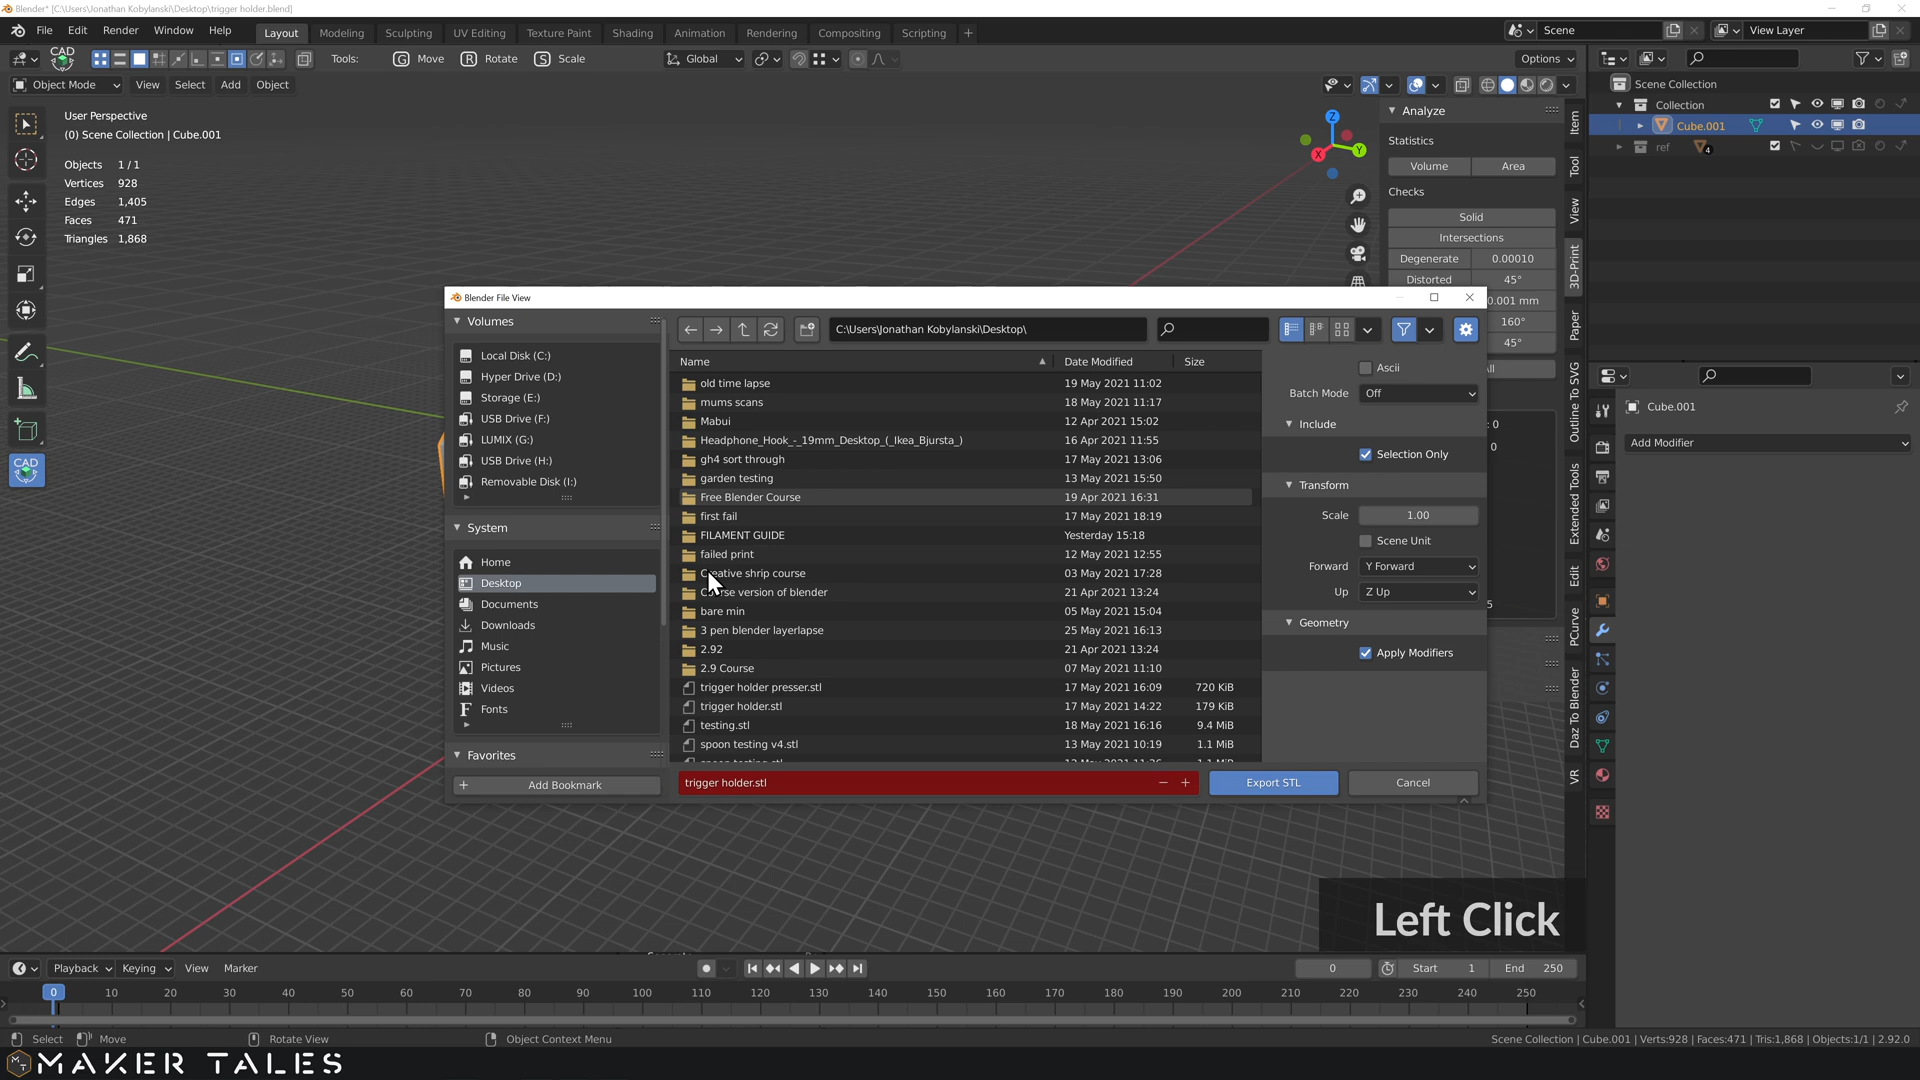 Blender* [C:\Users\Jonathan Kobylanski\Desktop\trigger holder.blend]
File Edit Render Window Help Layout Modeling Sculpting UV Editing Texture Paint Shading Animation Rendering Compositing Scripting + Scene View Layer
CAD Tools: G Move R Rotate S Scale Global Options
Object Mode View Select Add Object
User Perspective
(0) Scene Collection | Cube.001
Objects 1/1
Vertices 928
Edges 1,405
Faces 471
Triangles 1,868
CAD
Z
X
Y
Analyze
Statistics
Volume Area
Checks
Solid
Intersections
Degenerate 0.00010
Distorted 45°
0.001 mm
160°
45°
Item
Tool
View
3D-Print
Paper
Outline To SVG
Extended Tools
Edit
PCurve
Daz To Blender
VR
Scene Collection
Collection
Cube.001
ref 4
Cube.001
Add Modifier
Blender File View
Volumes
Local Disk (C:)
Hyper Drive (D:)
Storage (E:)
USB Drive (F:)
LUMIX (G:)
USB Drive (H:)
Removable Disk (I:)
System
Home
Desktop
Documents
Downloads
Music
Pictures
Videos
Fonts
Favorites
+ Add Bookmark
C:\Users\Jonathan Kobylanski\Desktop\
Name Date Modified Size
old time lapse 19 May 2021 11:02
mums scans 18 May 2021 11:17
Mabui 12 Apr 2021 15:02
Headphone_Hook_-_19mm_Desktop_(_Ikea_Bjursta_) 16 Apr 2021 11:55
gh4 sort through 17 May 2021 13:06
garden testing 13 May 2021 15:50
Free Blender Course 19 Apr 2021 16:31
first fail 17 May 2021 18:19
FILAMENT GUIDE Yesterday 15:18
failed print 12 May 2021 12:55
Creative shrip course 03 May 2021 17:28
Course version of blender 21 Apr 2021 13:24
bare min 05 May 2021 15:04
3 pen blender layerlapse 25 May 2021 16:13
2.92 21 Apr 2021 13:24
2.9 Course 07 May 2021 11:10
trigger holder presser.stl 17 May 2021 16:09 720 KiB
trigger holder.stl 17 May 2021 14:22 179 KiB
testing.stl 18 May 2021 16:16 9.4 MiB
spoon testing v4.stl 13 May 2021 10:19 1.1 MiB
trigger holder.stl − + Export STL Cancel
Ascii
Batch Mode Off
Include
Selection Only
Transform
Scale 1.00
Scene Unit
Forward Y Forward
Up Z Up
Geometry
Apply Modifiers
Left Click
Playback Keying View Marker 0 Start 1 End 250
0 10 20 30 40 50 60 70 80 90 100 110 120 130 140 150 160 170 180 190 200 210 220 230 240 250
Select Move Rotate View Object Context Menu Scene Collection | Cube.001 | Verts:928 | Faces:471 | Tris:1,868 | Objects:1/1 | 2.92.0
MAKER TALES